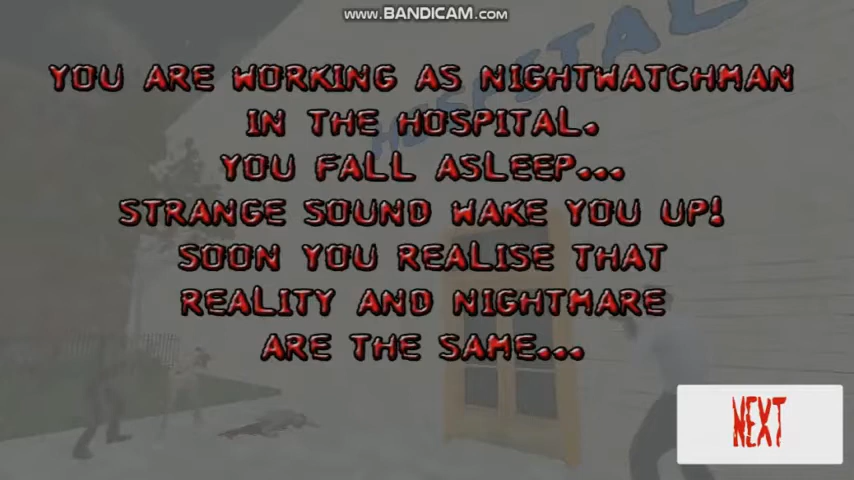 WWW.BANDICAM.COM
HOSPITAL
YOU ARE WORKING AS NIGHTWATCHMAN
IN THE HOSPITAL.
YOU FALL ASLEEP...
STRANGE SOUND WAKE YOU UP!
SOON YOU REALISE THAT
REALITY AND NIGHTMARE
ARE THE SAME...
NEXT